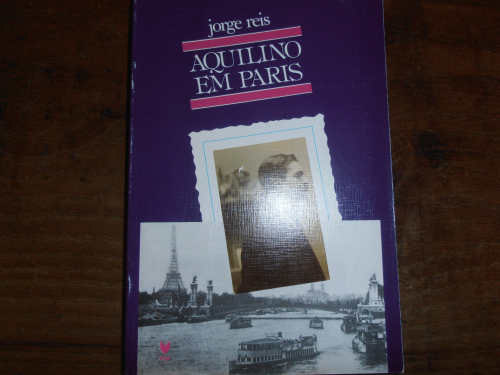 jorge reis
AQUILINO
EM PARIS